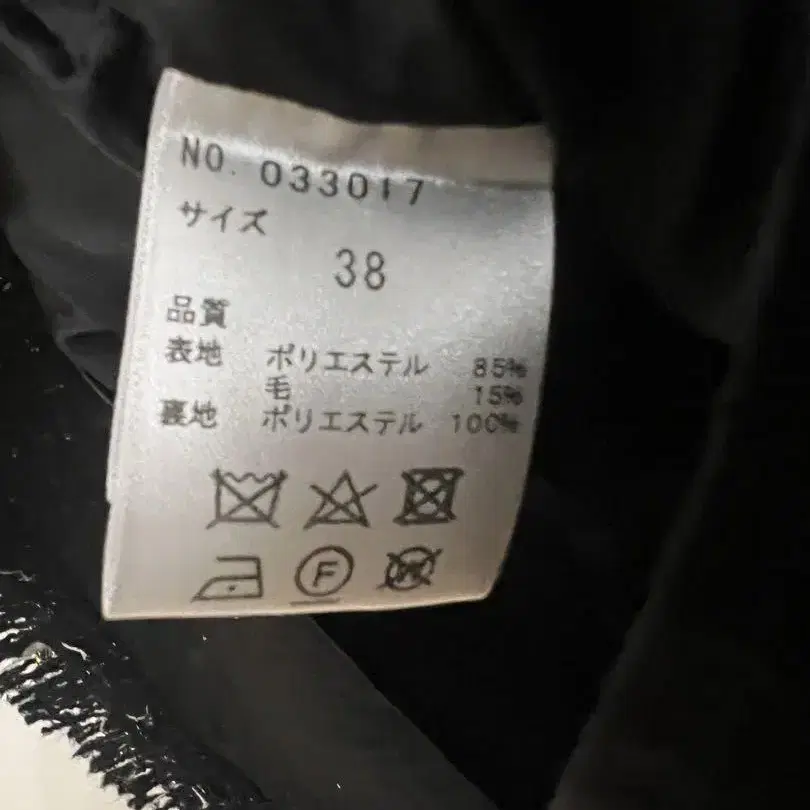 NO. 033017
サイズ
38
品質
表地 ポリエステル 85%
毛 15%
裏地 ポリエステル 100%
F
W